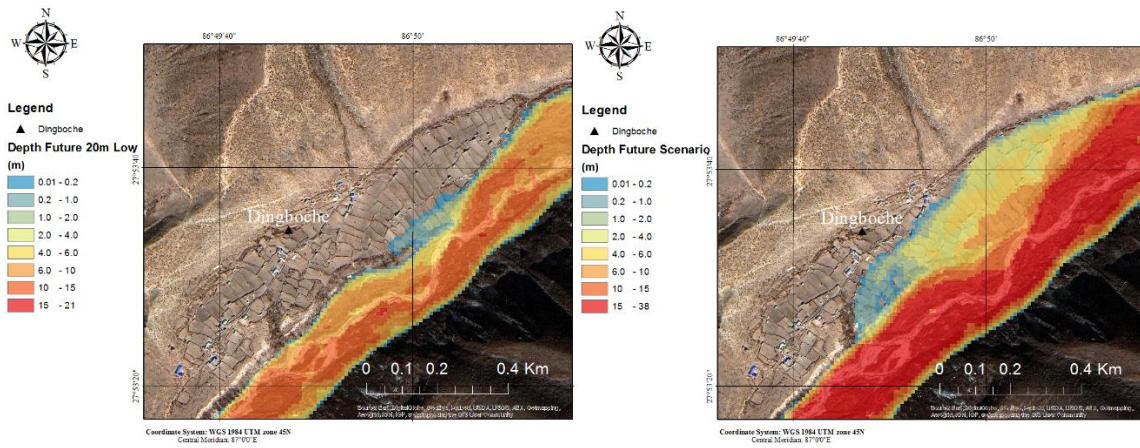 N
W E
S
86°49'40" 86°50"
Legend
▲ Dingboche
Depth Future 20m Low
(m)
0.01 - 0.2
0.2 - 1.0
1.0 - 2.0
2.0 - 4.0
4.0 - 6.0
6.0 - 10
10 - 15
15 - 21
27°53'40"
Dingboche
27°53'20"
0 0.1 0.2 0.4 Km
Coordinate System: WGS 1984 UTM zone 45N
Central Meridian: 87°0'0"E
N
W E
S
86°49'40" 86°50"
Legend
▲ Dingboche
Depth Future Scenario
(m)
0.01 - 0.2
0.2 - 1.0
1.0 - 2.0
2.0 - 4.0
4.0 - 6.0
6.0 - 10
10 - 15
15 - 38
27°53'40"
Dingboche
27°53'20"
0 0.1 0.2 0.4 Km
Coordinate System: WGS 1984 UTM zone 45N
Central Meridian: 87°0'0"E